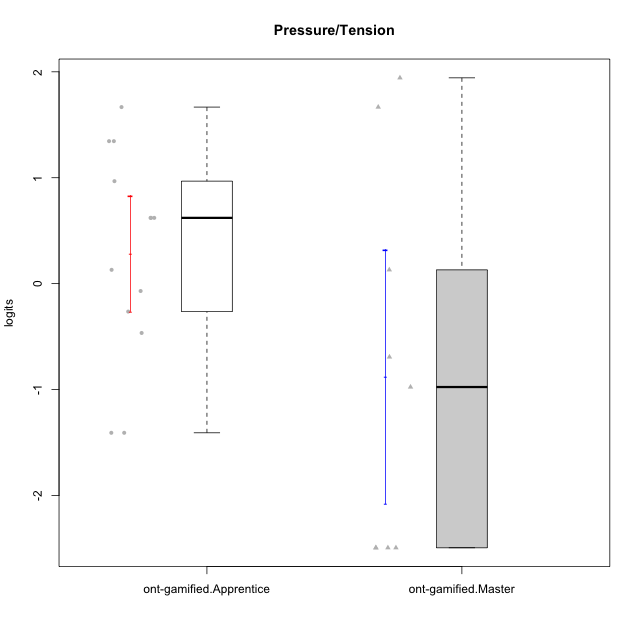 Pressure/Tension
2
1
0
-1
-2
logits
ont-gamified.Apprentice
ont-gamified.Master